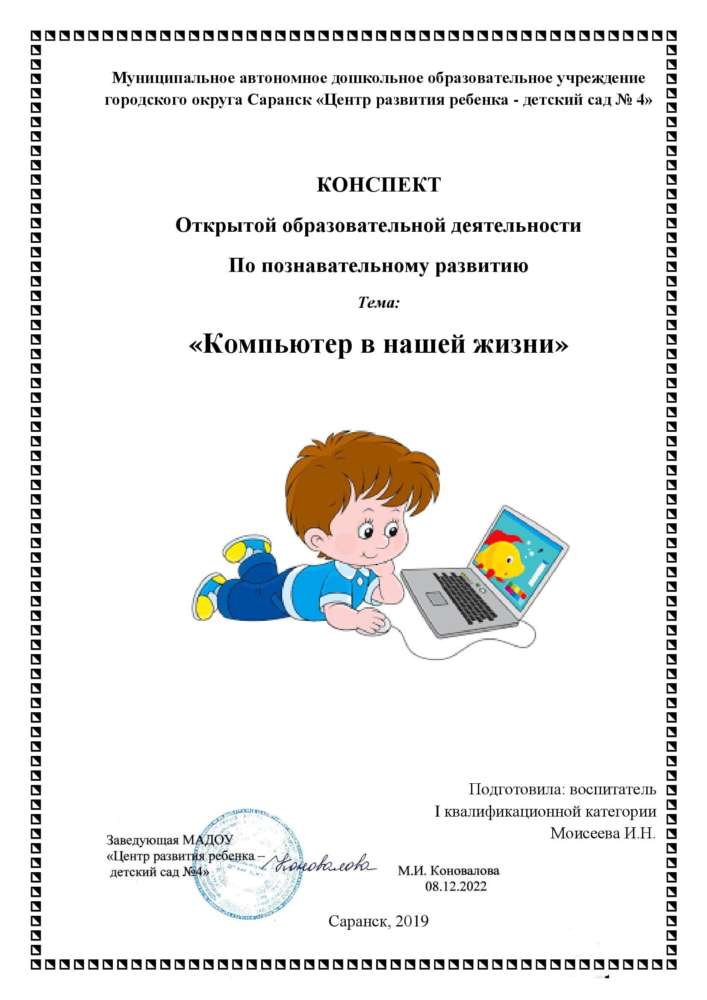 Муниципальное автономное дошкольное образовательное учреждение
городского округа Саранск «Центр развития ребенка - детский сад № 4»
КОНСПЕКТ
Открытой образовательной деятельности
По познавательному развитию
Тема:
«Компьютер в нашей жизни»
Подготовила: воспитатель
I квалификационной категории
Моисеева И.Н.
Заведующая МАДОУ
«Центр развития ребенка –
детский сад №4»
Коновалова
М.И. Коновалова
08.12.2022
Саранск, 2019